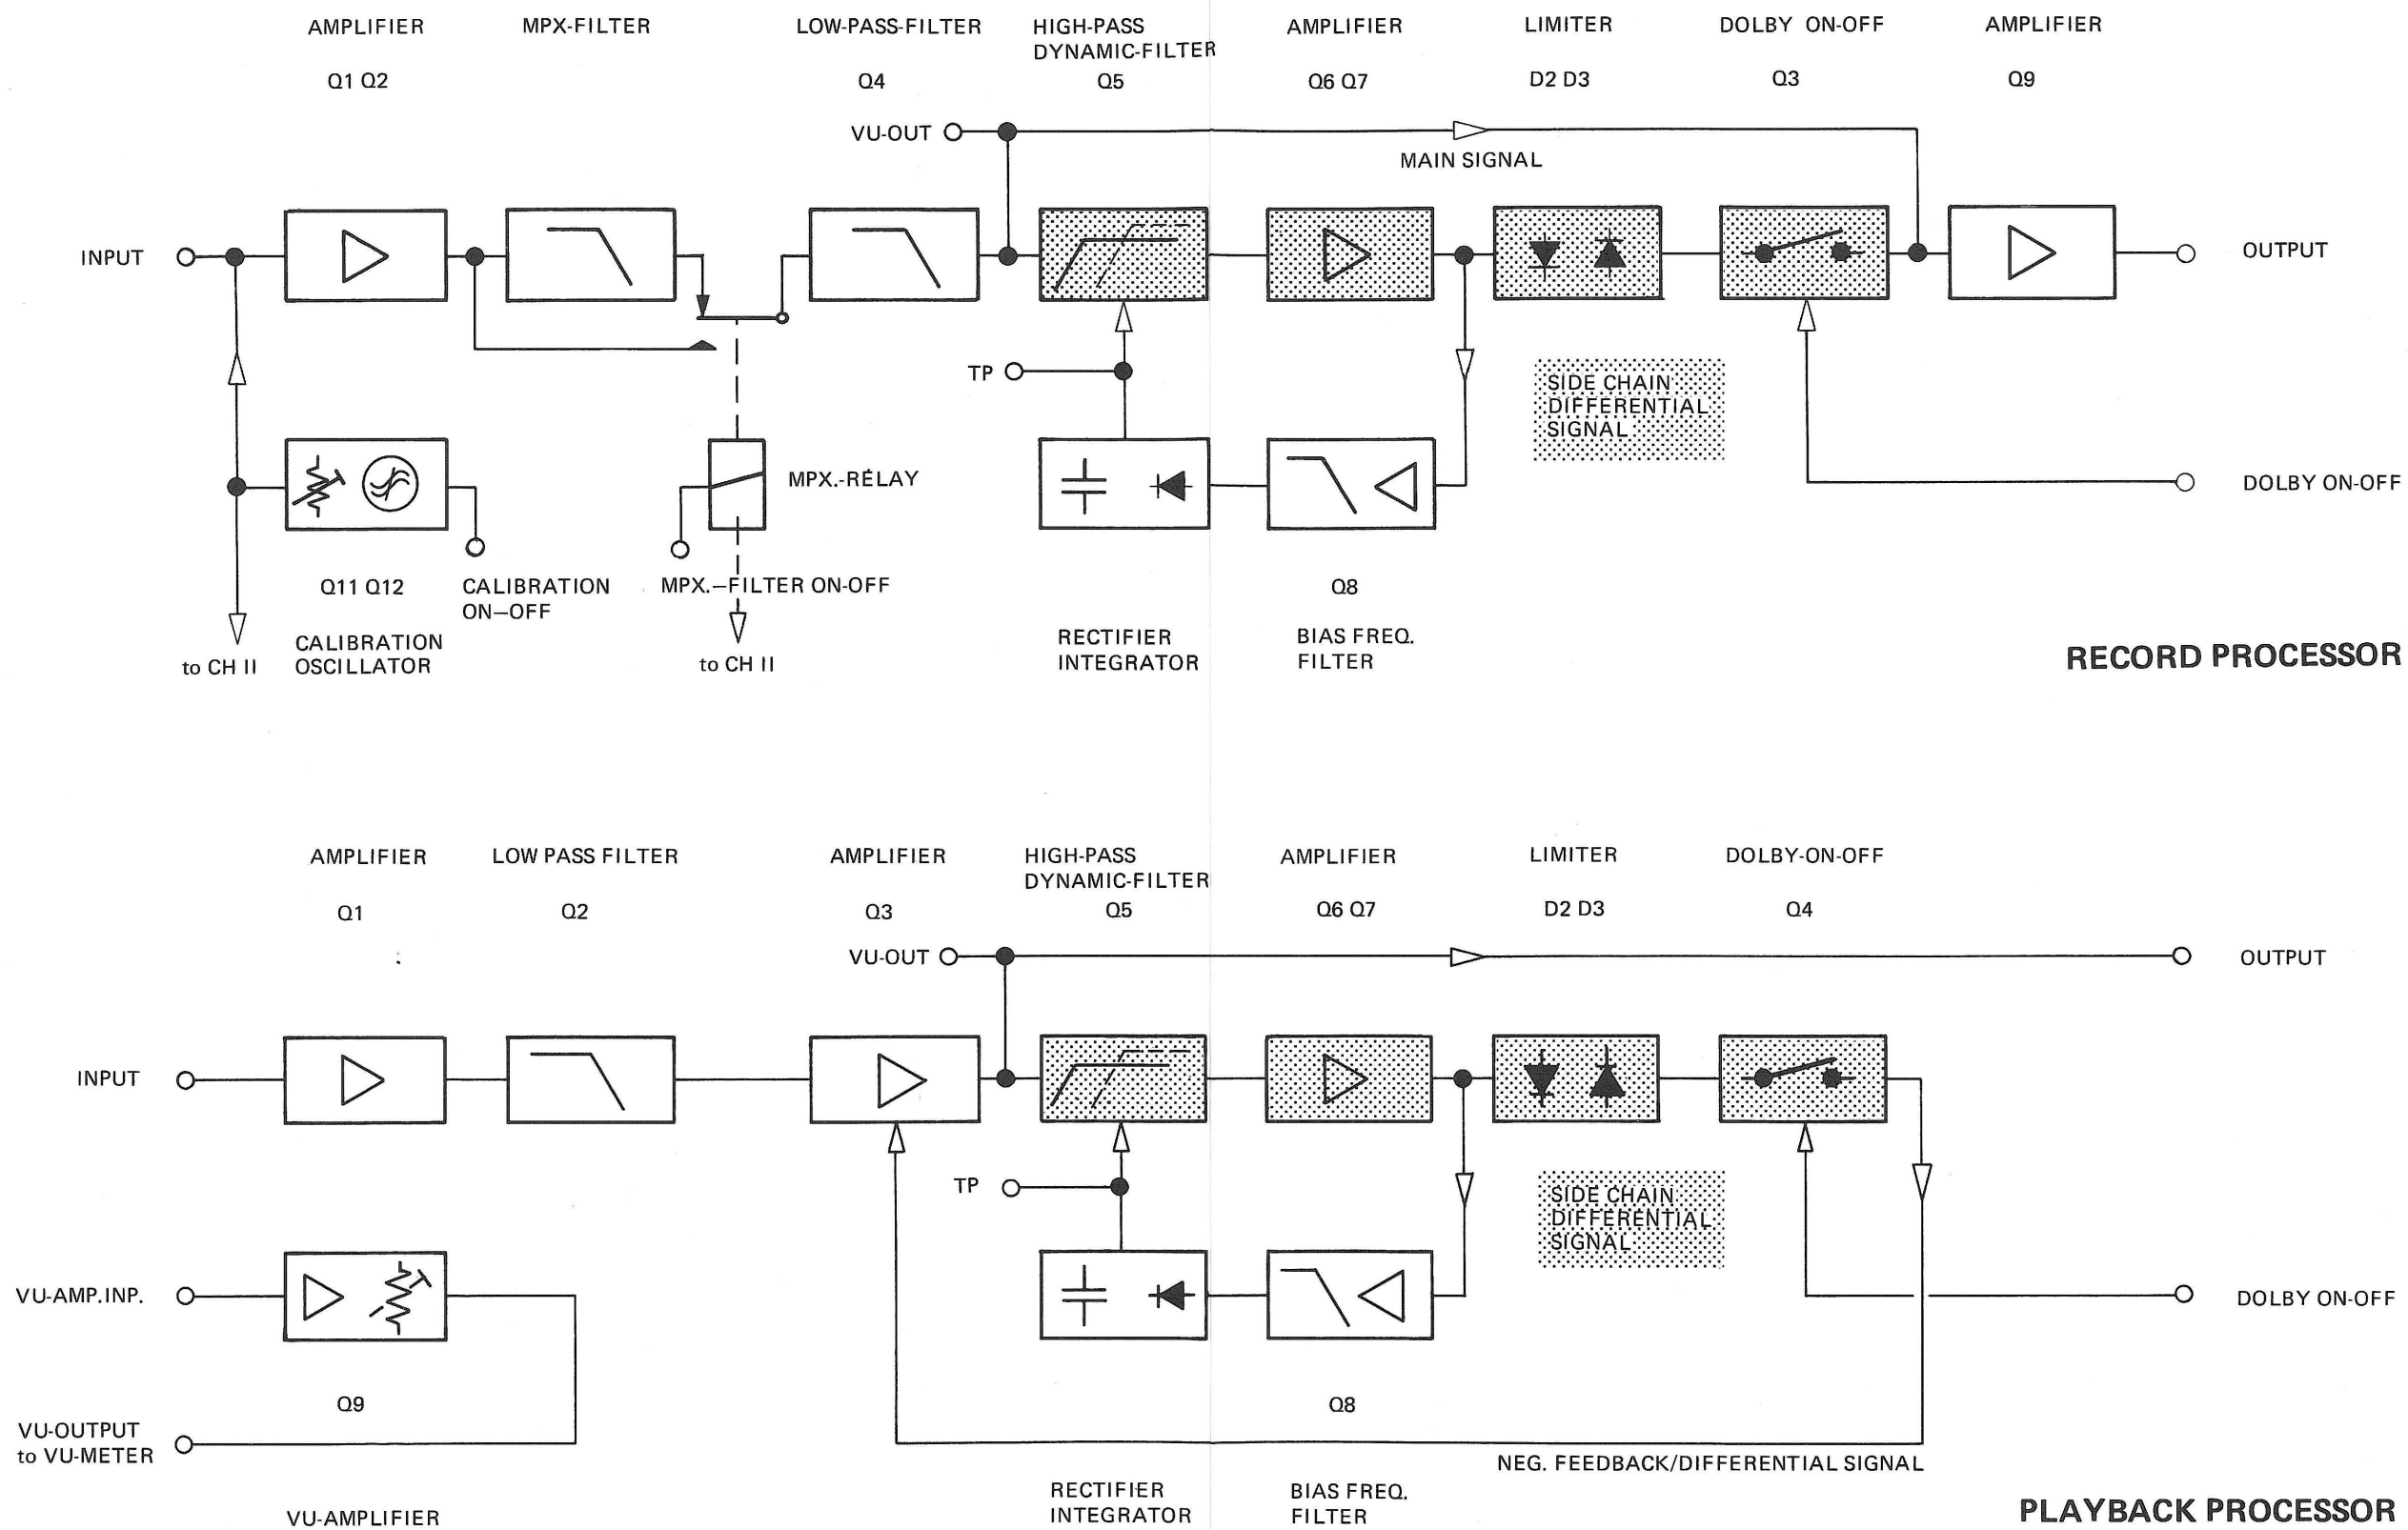 AMPLIFIER MPX-FILTER LOW-PASS-FILTER HIGH-PASS AMPLIFIER LIMITER DOLBY ON-OFF AMPLIFIER
DYNAMIC-FILTER
Q1 Q2 Q4 Q5 Q6 Q7 D2 D3 Q3 Q9
VU-OUT
MAIN SIGNAL
INPUT OUTPUT
TP
SIDE CHAIN
DIFFERENTIAL
SIGNAL
MPX.-RELAY
DOLBY ON-OFF
Q11 Q12 CALIBRATION MPX.-FILTER ON-OFF Q8
ON-OFF
CALIBRATION RECTIFIER BIAS FREQ.
to CH II OSCILLATOR to CH II INTEGRATOR FILTER
RECORD PROCESSOR
AMPLIFIER LOW PASS FILTER AMPLIFIER HIGH-PASS AMPLIFIER LIMITER DOLBY-ON-OFF
DYNAMIC-FILTER
Q1 Q2 Q3 Q5 Q6 Q7 D2 D3 Q4
VU-OUT OUTPUT
INPUT
TP
SIDE CHAIN
DIFFERENTIAL
SIGNAL
VU-AMP.INP. DOLBY ON-OFF
Q9 Q8
VU-OUTPUT
to VU-METER
NEG. FEEDBACK/DIFFERENTIAL SIGNAL
RECTIFIER BIAS FREQ.
INTEGRATOR FILTER
VU-AMPLIFIER
PLAYBACK PROCESSOR